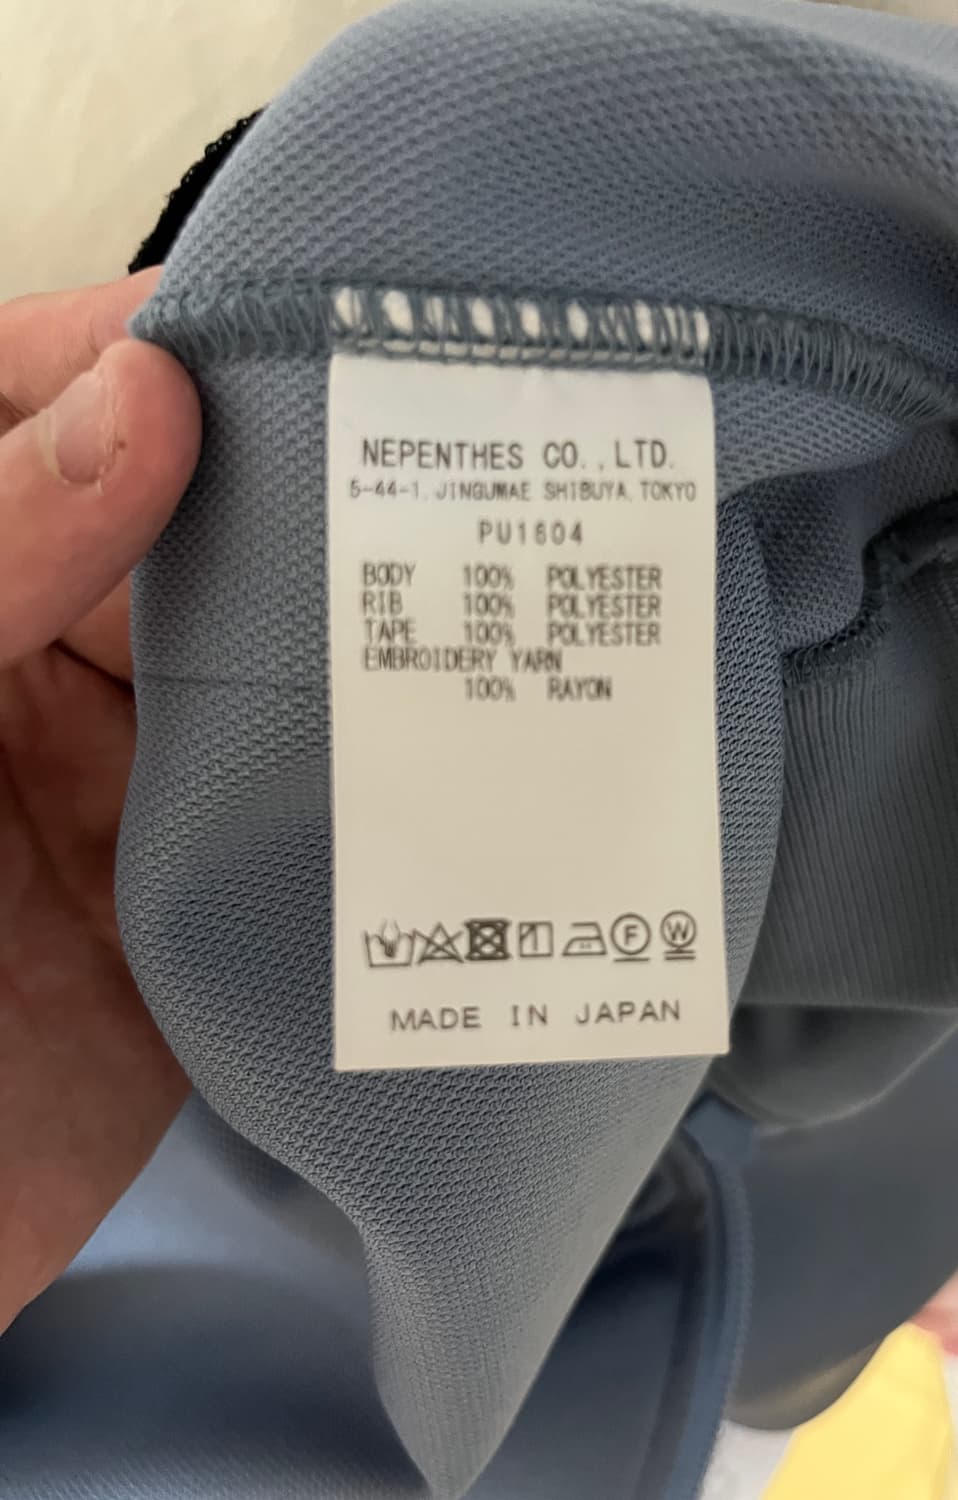 NEPENTHES CO., LTD.
5-44-1, JINGUMAE SHIBUYA, TOKYO
PU1604
BODY 100% POLYESTER
RIB 100% POLYESTER
TAPE 100% POLYESTER
EMBROIDERY YARN
100% RAYON
F W
MADE IN JAPAN